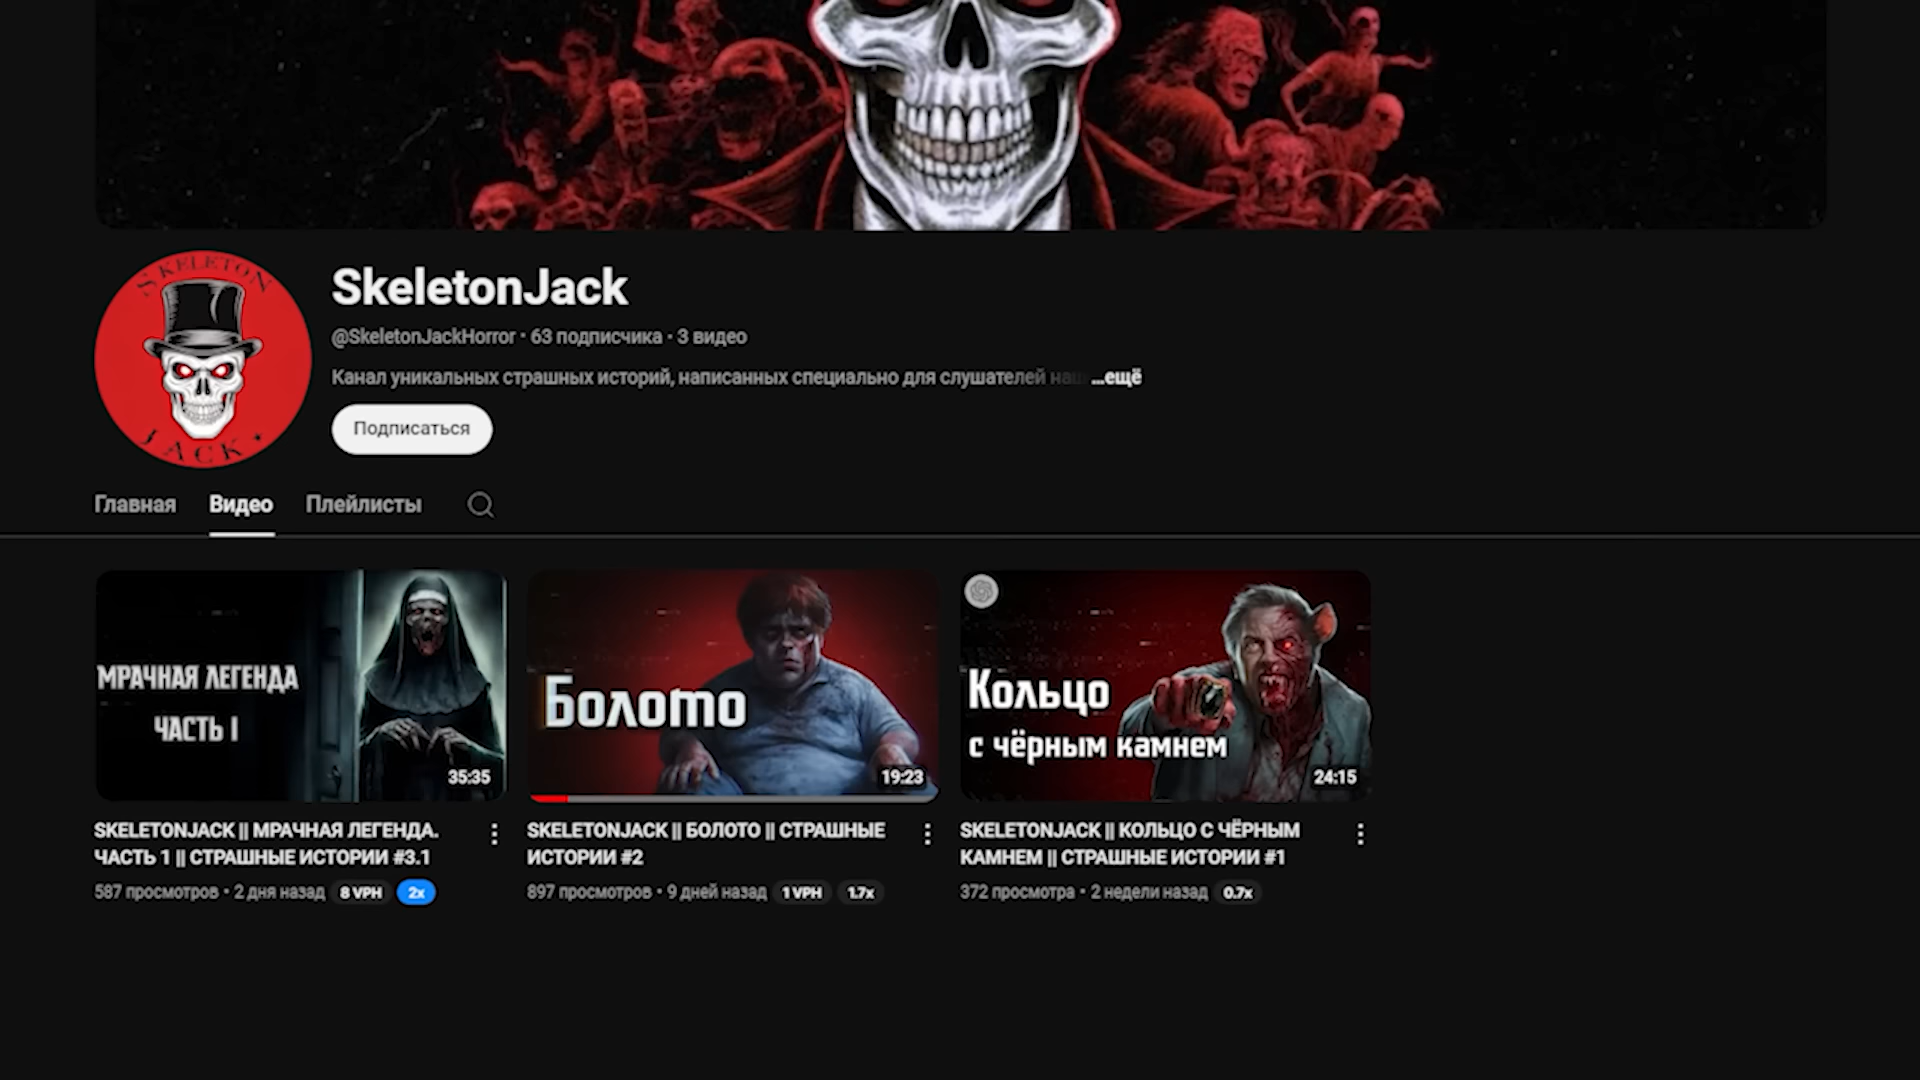 SKELETON
JACK
SkeletonJack
@SkeletonJackHorror · 63 подписчика · 3 видео
Канал уникальных страшных историй, написанных специально для слушателей ...ещё
Подписаться
Главная Видео Плейлисты
МРАЧНАЯ ЛЕГЕНДА
ЧАСТЬ I
35:35
Болото
19:23
Кольцо
с чёрным камнем
24:15
SKELETONJACK || МРАЧНАЯ ЛЕГЕНДА.
ЧАСТЬ 1 || СТРАШНЫЕ ИСТОРИИ #3.1
587 просмотров · 2 дня назад 8 VPH 2x
SKELETONJACK || БОЛОТО || СТРАШНЫЕ
ИСТОРИИ #2
897 просмотров · 9 дней назад 1 VPH 1.7x
SKELETONJACK || КОЛЬЦО С ЧЁРНЫМ
КАМНЕМ || СТРАШНЫЕ ИСТОРИИ #1
372 просмотра · 2 недели назад 0.7x